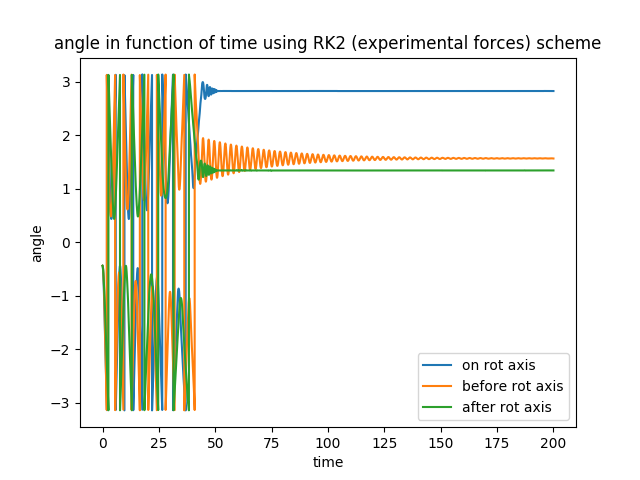 angle in function of time using RK2 (experimental forces) scheme
3
2
1
0
−1
−2
−3
angle
0
25
50
75
100
125
150
175
200
time
on rot axis
before rot axis
after rot axis